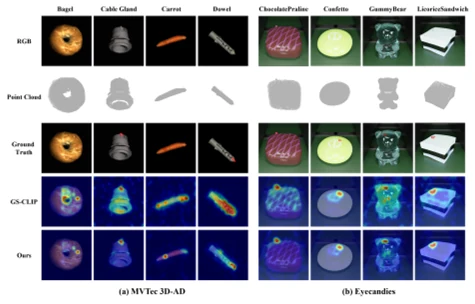 Bagel Cable Gland Carrot Dowel ChocolatePraline Confetto GummyBear LicoriceSandwich
RGB
Point Cloud
Ground
Truth
GS-CLIP
Ours
(a) MVTec 3D-AD (b) Eyecandies